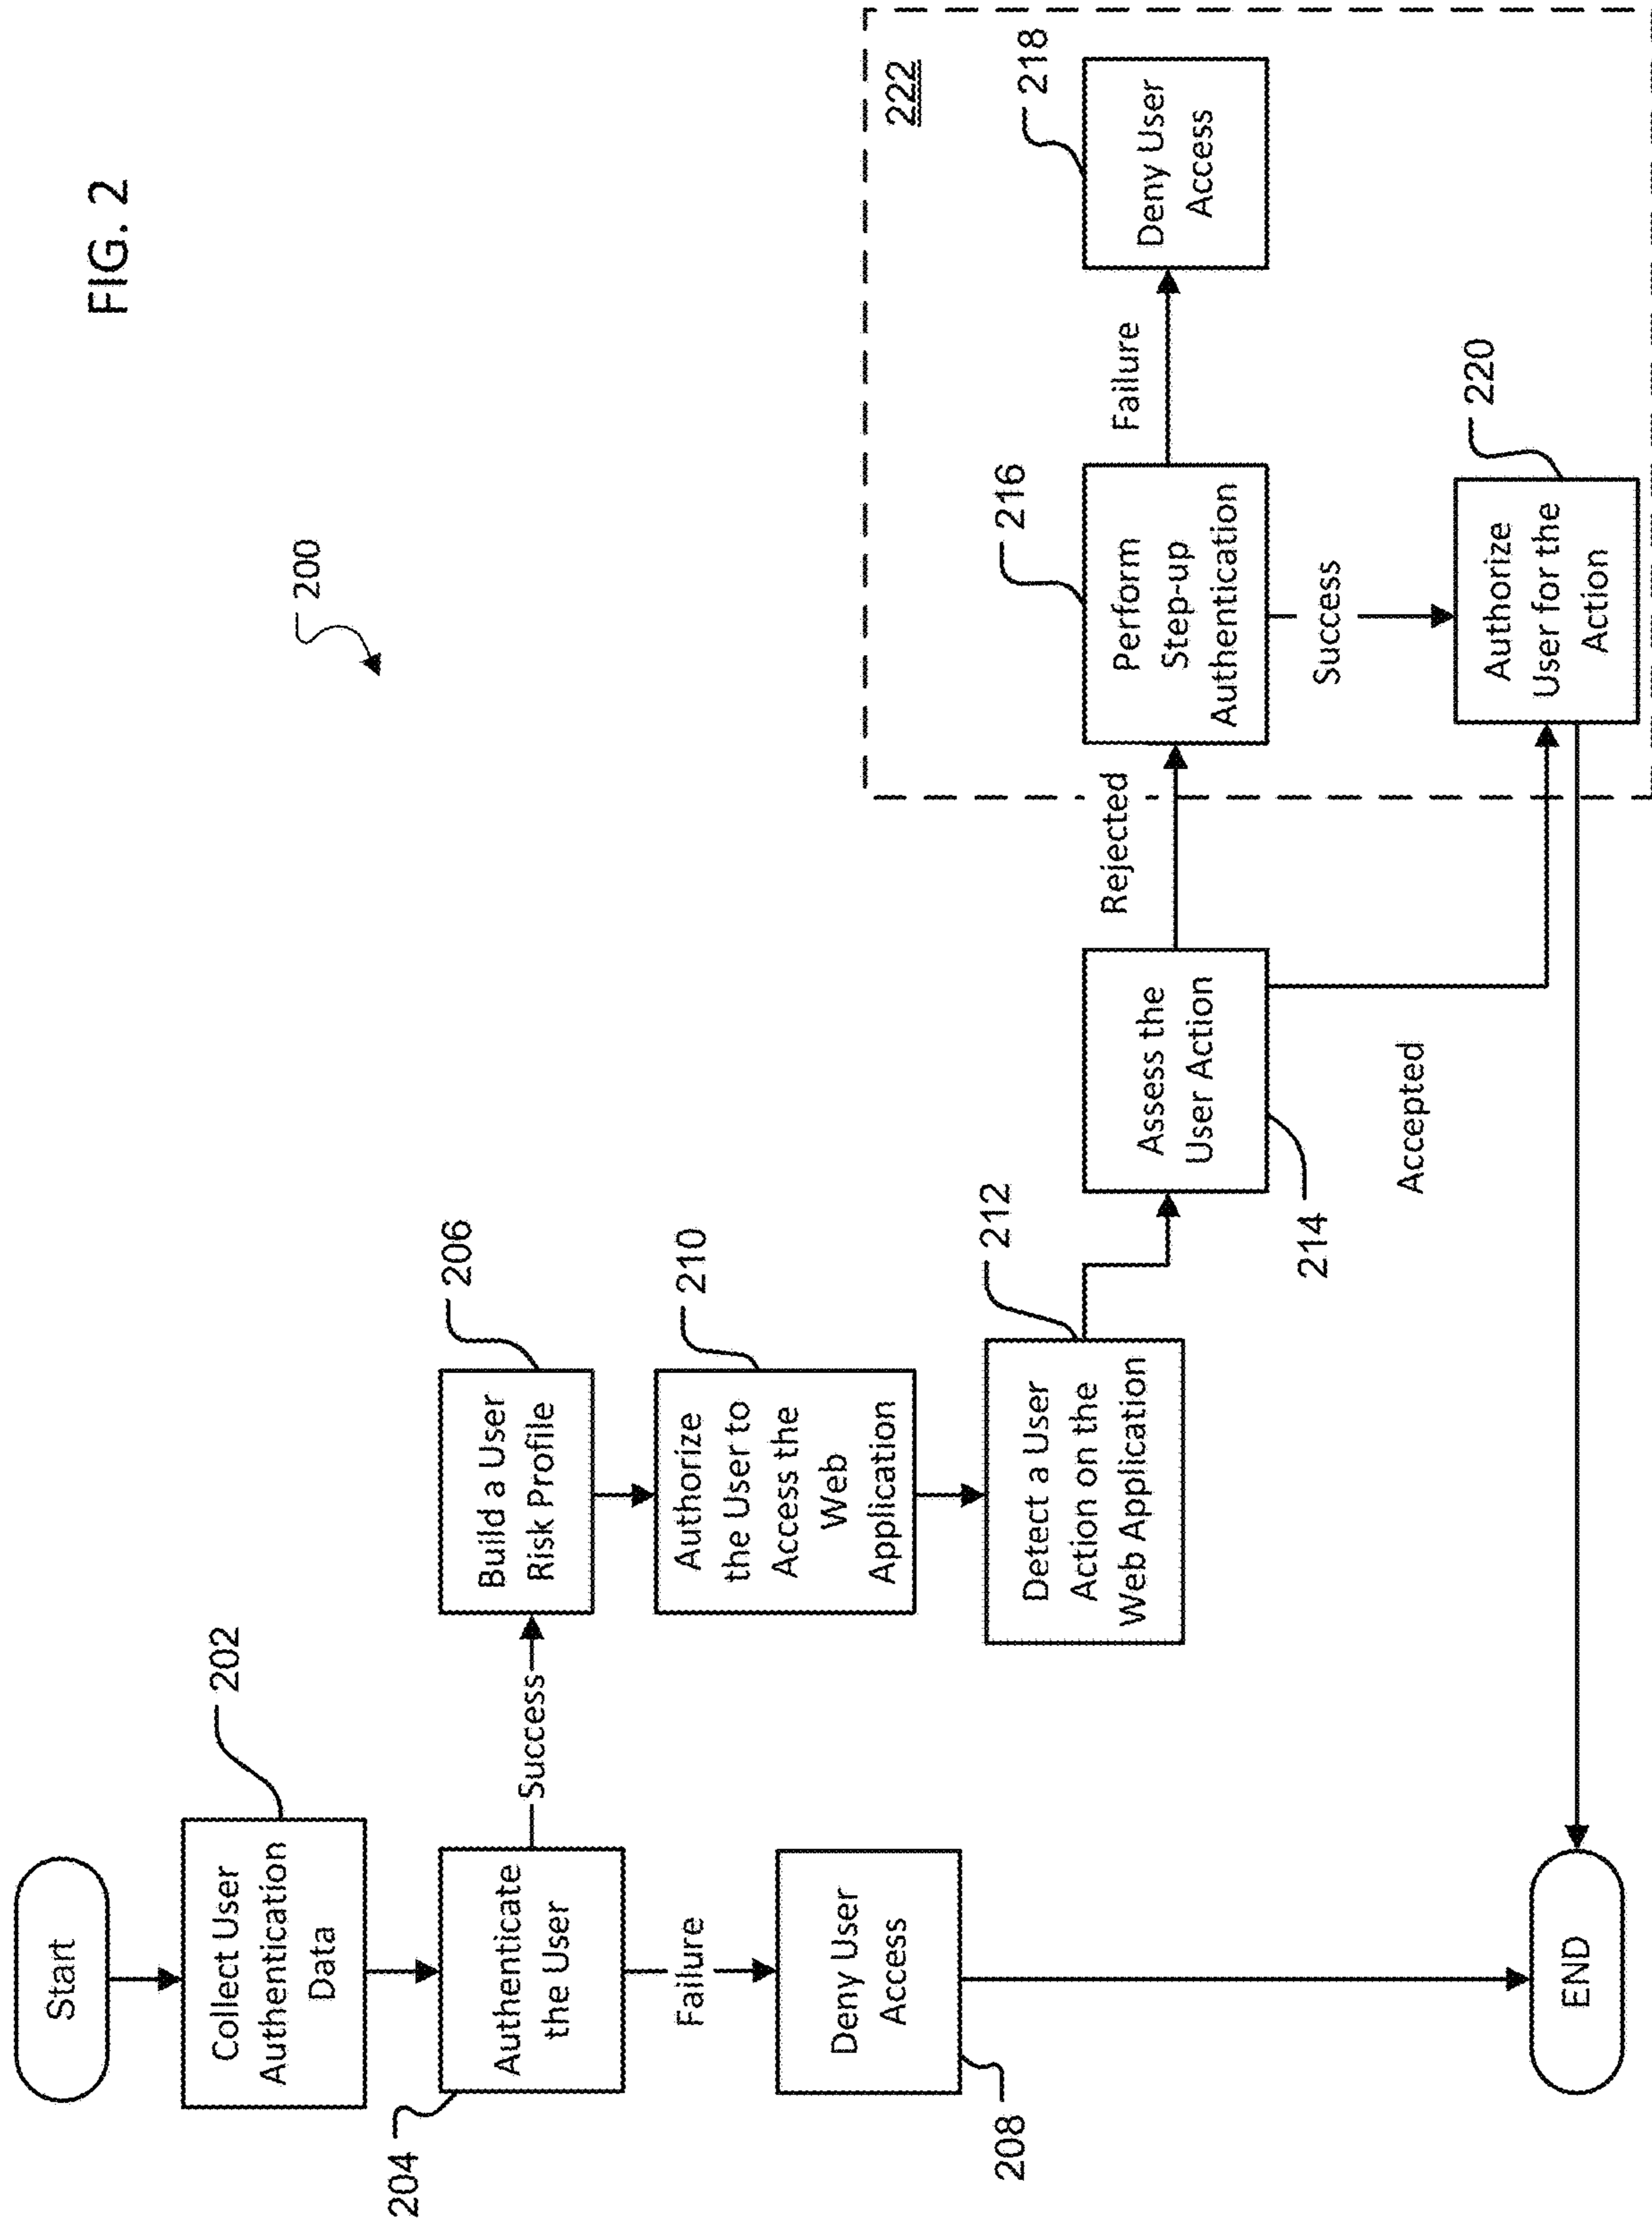 FIG. 2
200
Start
Collect User
Authentication
Data
202
Authenticate
the User
204
Success
Failure
Deny User
Access
208
Build a User
Risk Profile
206
Authorize
the User to
Access the
Web
Application
210
Detect a User
Action on the
Web Application
212
Assess the
User Action
214
Rejected
Accepted
222
Perform
Step-up
Authentication
216
Failure
Deny User
Access
218
Success
Authorize
User for the
Action
220
END